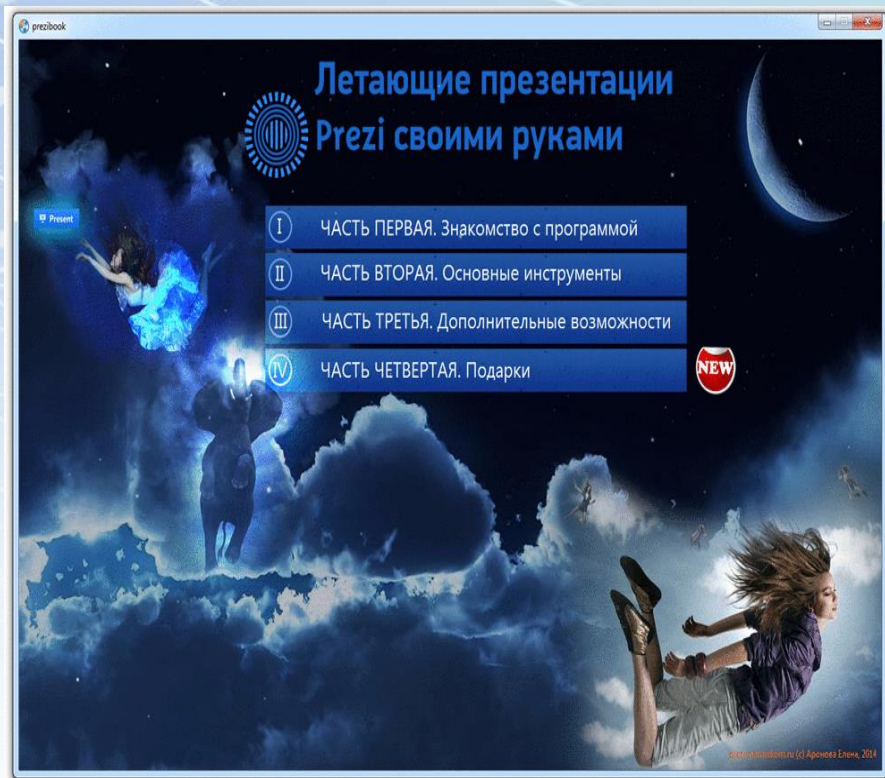 prezibook
Летающие презентации
Prezi своими руками
Present
I ЧАСТЬ ПЕРВАЯ. Знакомство с программой
II ЧАСТЬ ВТОРАЯ. Основные инструменты
III ЧАСТЬ ТРЕТЬЯ. Дополнительные возможности
IV ЧАСТЬ ЧЕТВЕРТАЯ. Подарки
NEW
(c) Аронова Елена, 2014